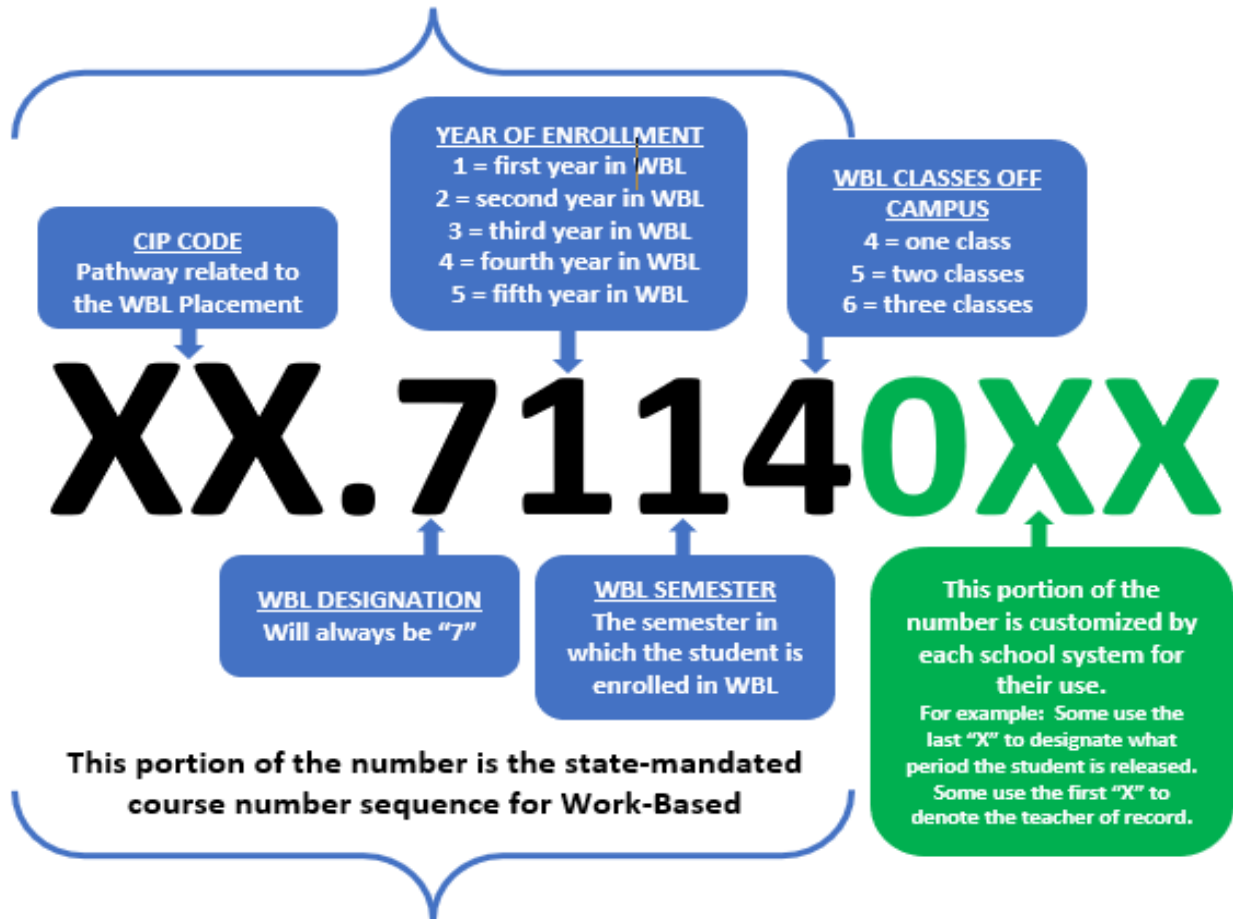 YEAR OF ENROLLMENT
1 = first year in WBL
2 = second year in WBL
3 = third year in WBL
4 = fourth year in WBL
5 = fifth year in WBL
WBL CLASSES OFF
CAMPUS
4 = one class
5 = two classes
6 = three classes
CIP CODE
Pathway related to
the WBL Placement
XX.71140XX
WBL DESIGNATION
Will always be “7”
WBL SEMESTER
The semester in
which the student is
enrolled in WBL
This portion of the
number is customized by
each school system for
their use.
For example: Some use the
last “X” to designate what
period the student is released.
Some use the first “X” to
denote the teacher of record.
This portion of the number is the state-mandated
course number sequence for Work-Based